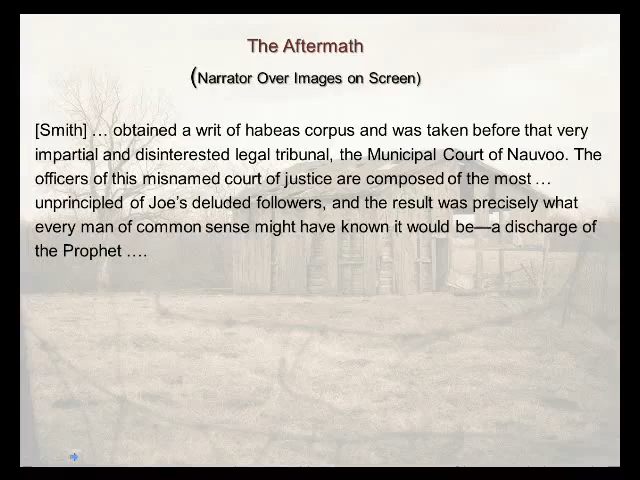 The Aftermath
(Narrator Over Images on Screen)
[Smith] … obtained a writ of habeas corpus and was taken before that very
impartial and disinterested legal tribunal, the Municipal Court of Nauvoo. The
officers of this misnamed court of justice are composed of the most …
unprincipled of Joe’s deluded followers, and the result was precisely what
every man of common sense might have known it would be—a discharge of
the Prophet ….